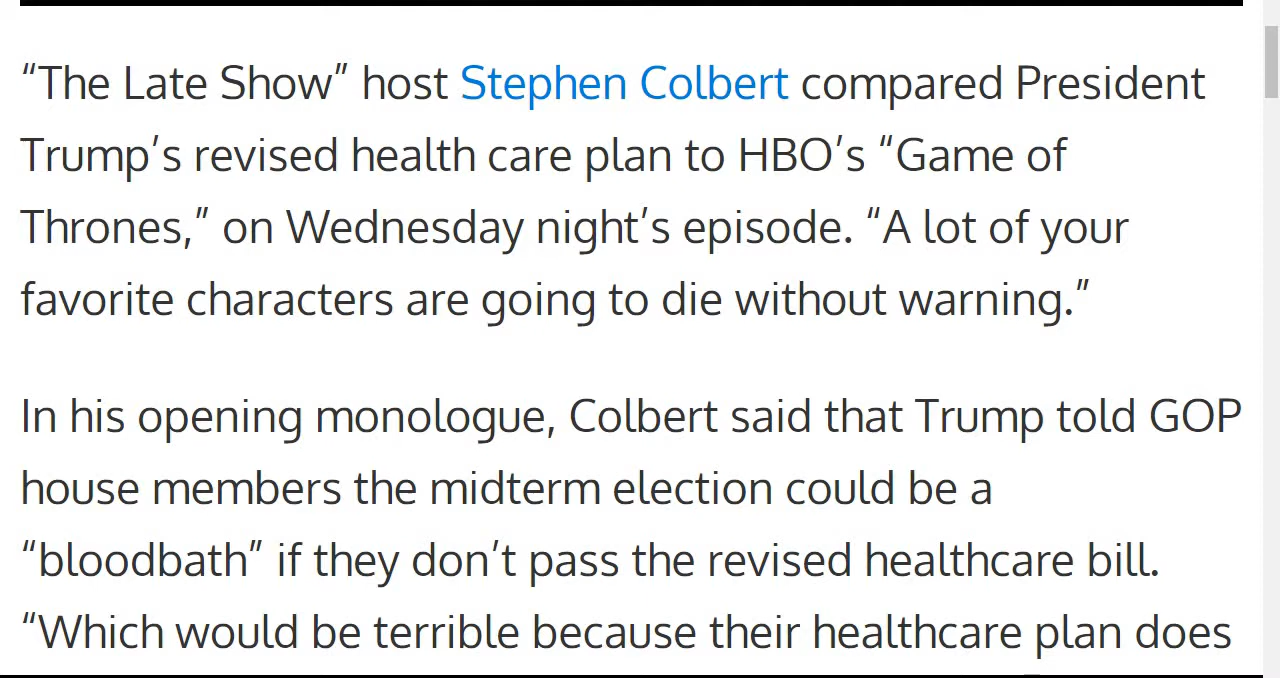 “The Late Show” host Stephen Colbert compared President
Trump’s revised health care plan to HBO’s “Game of
Thrones,” on Wednesday night’s episode. “A lot of your
favorite characters are going to die without warning.”
In his opening monologue, Colbert said that Trump told GOP
house members the midterm election could be a
“bloodbath” if they don’t pass the revised healthcare bill.
“Which would be terrible because their healthcare plan does